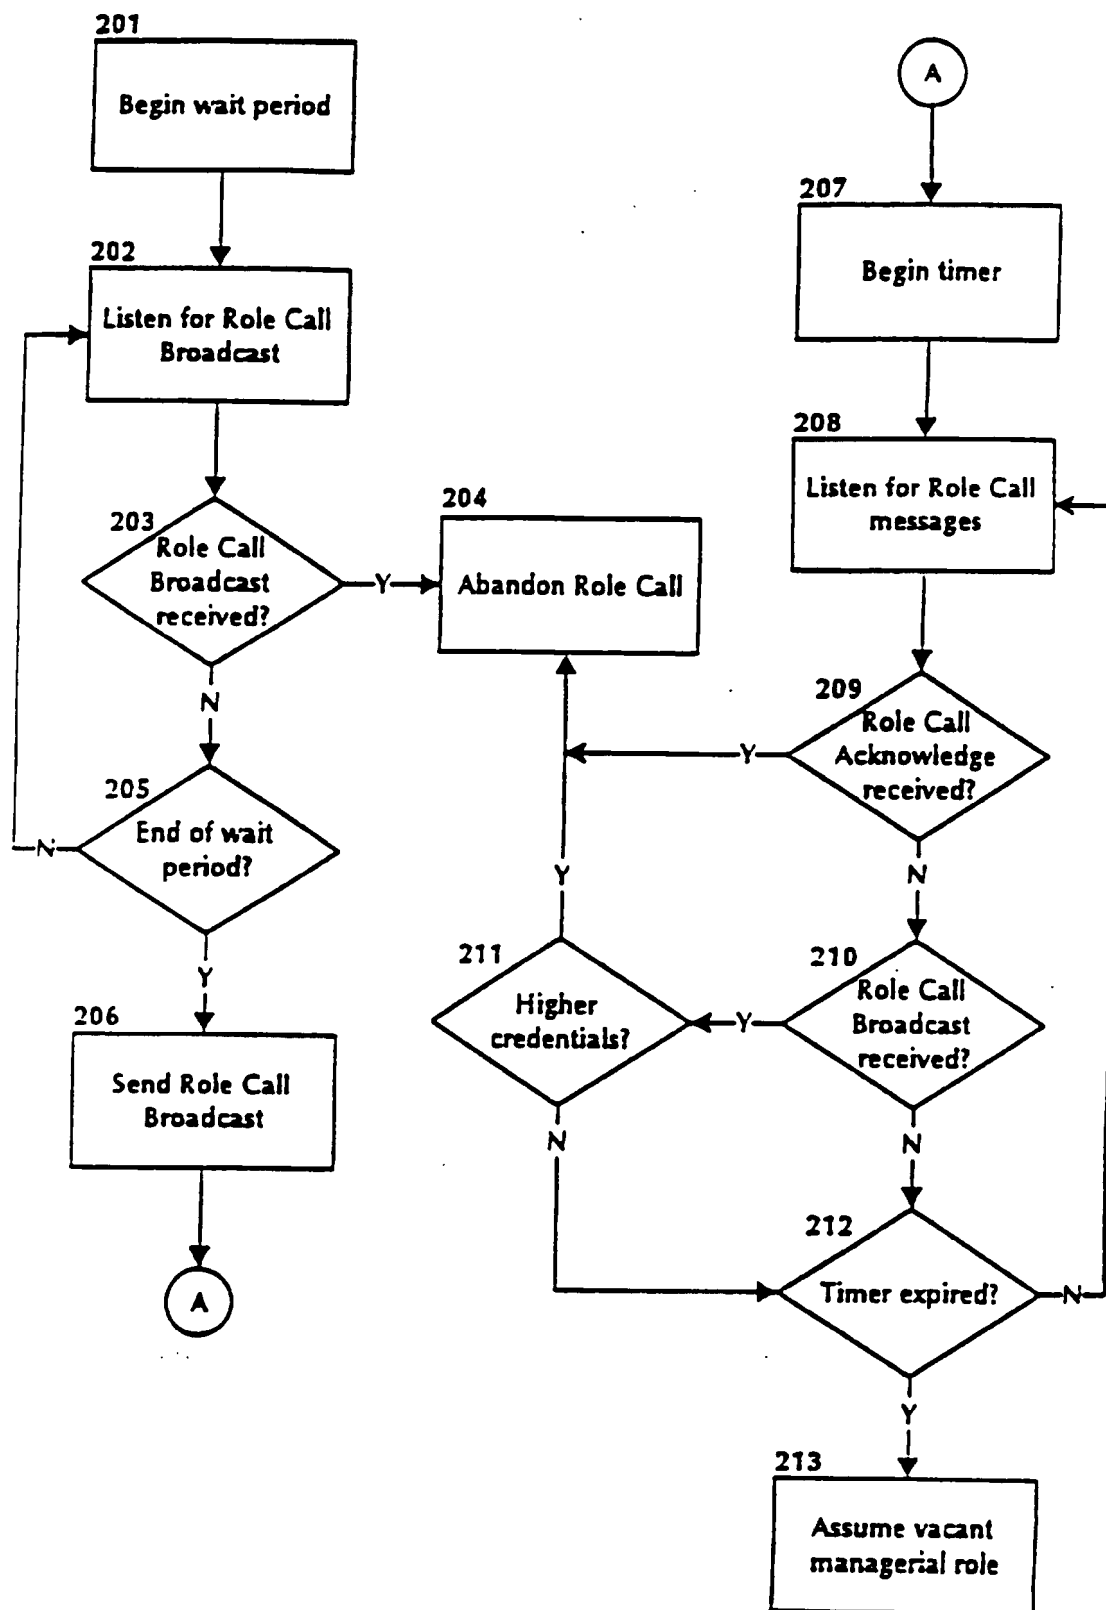 201
Begin wait period
202
Listen for Role Call
Broadcast
203
Role Call
Broadcast
received?
Y
204
Abandon Role Call
N
205
End of wait
period?
N
Y
206
Send Role Call
Broadcast
A
A
207
Begin timer
208
Listen for Role Call
messages
209
Role Call
Acknowledge
received?
Y
N
210
Role Call
Broadcast
received?
Y
211
Higher
credentials?
Y
N
N
212
Timer expired?
N
Y
213
Assume vacant
managerial role